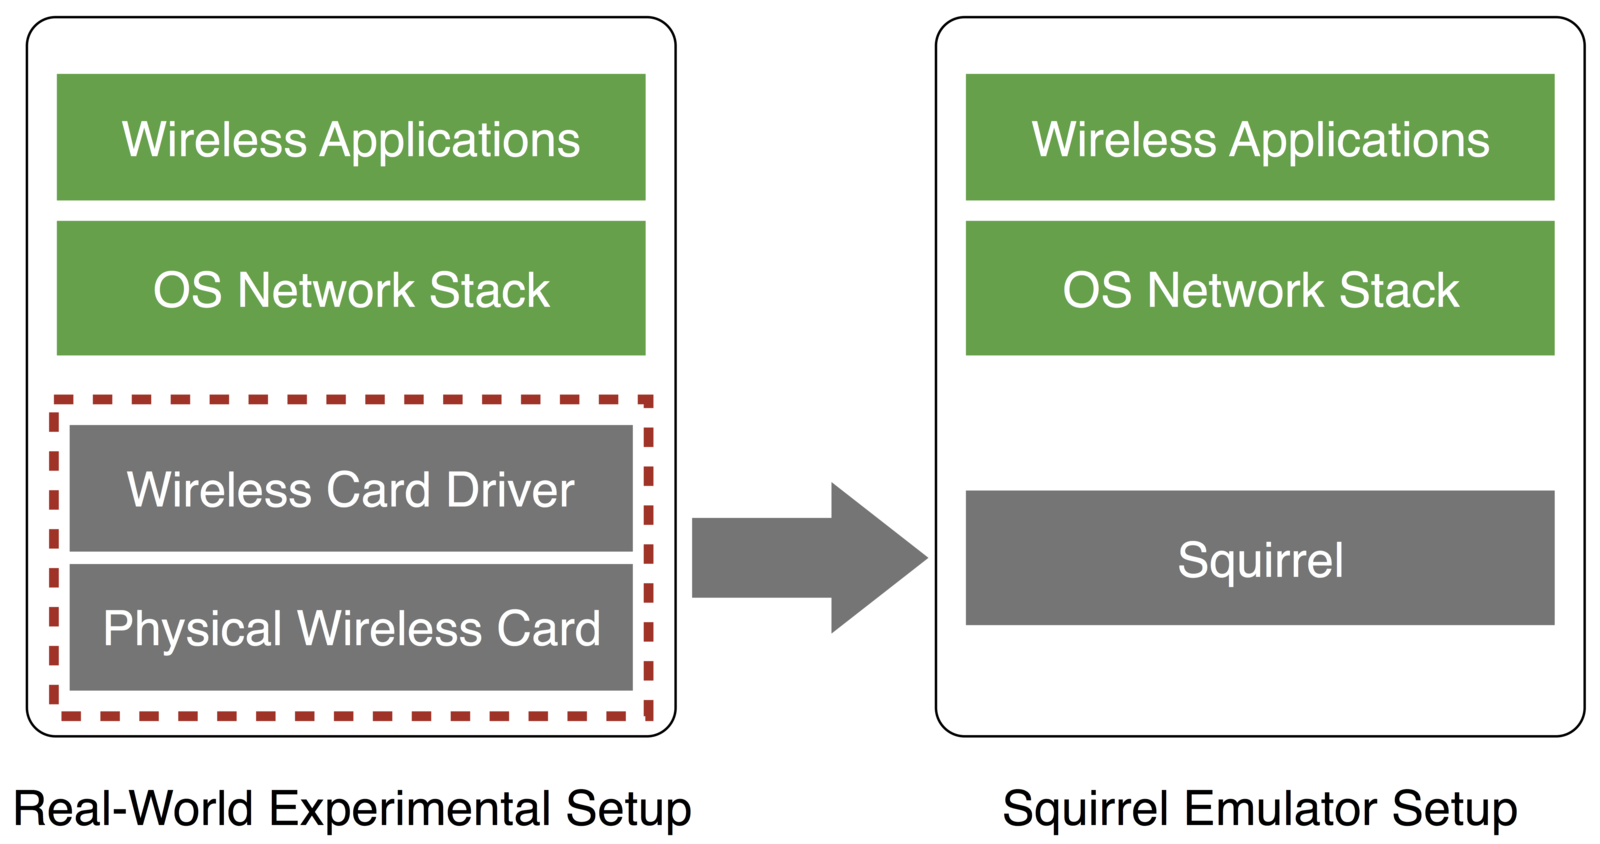 Wireless Applications
OS Network Stack
Wireless Card Driver
Physical Wireless Card
Real-World Experimental Setup
Wireless Applications
OS Network Stack
Squirrel
Squirrel Emulator Setup